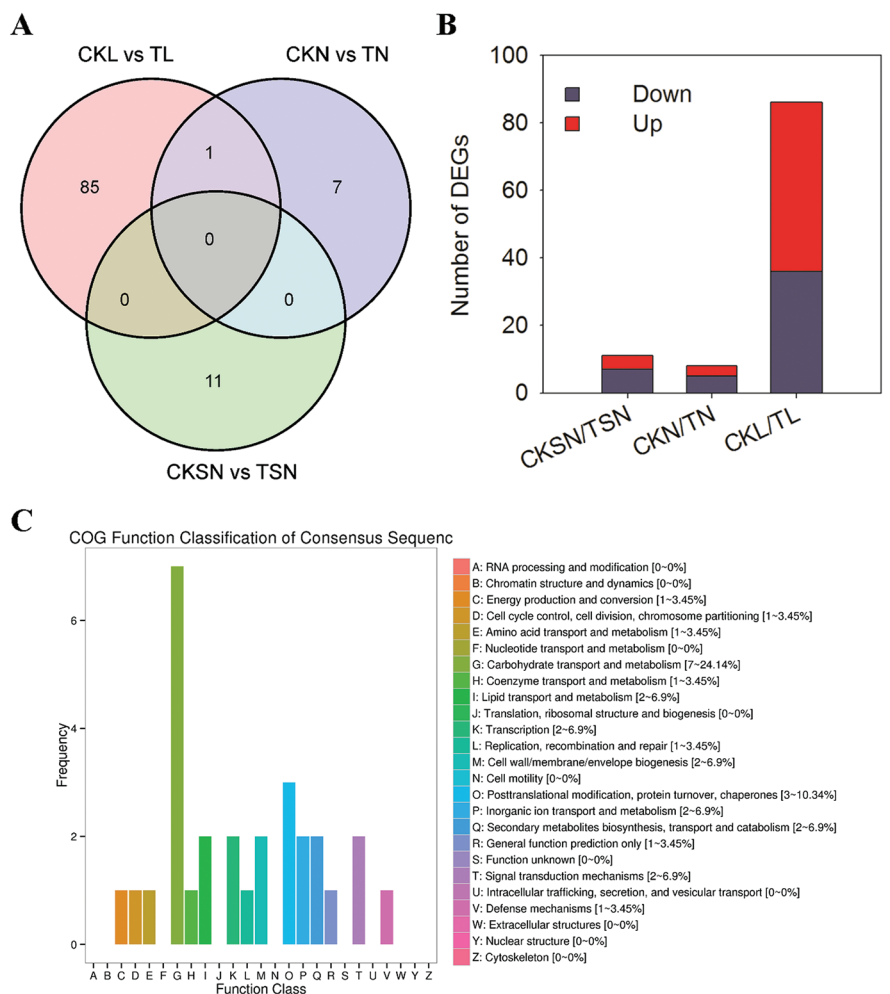 A
CKL vs TL
CKN vs TN
85
1
7
0
0
0
11
CKSN vs TSN
B
Number of DEGs
100
80
60
40
20
0
Down
Up
CKSN/TSN
CKN/TN
CKL/TL
C
COG Function Classification of Consensus Sequenc
Frequency
6
4
2
0
A B C D E F G H I J K L M N O P Q R S T U V W Y Z
Function Class
A: RNA processing and modification [0~0%]
B: Chromatin structure and dynamics [0~0%]
C: Energy production and conversion [1~3.45%]
D: Cell cycle control, cell division, chromosome partitioning [1~3.45%]
E: Amino acid transport and metabolism [1~3.45%]
F: Nucleotide transport and metabolism [0~0%]
G: Carbohydrate transport and metabolism [7~24.14%]
H: Coenzyme transport and metabolism [1~3.45%]
I: Lipid transport and metabolism [2~6.9%]
J: Translation, ribosomal structure and biogenesis [0~0%]
K: Transcription [2~6.9%]
L: Replication, recombination and repair [1~3.45%]
M: Cell wall/membrane/envelope biogenesis [2~6.9%]
N: Cell motility [0~0%]
O: Posttranslational modification, protein turnover, chaperones [3~10.34%]
P: Inorganic ion transport and metabolism [2~6.9%]
Q: Secondary metabolites biosynthesis, transport and catabolism [2~6.9%]
R: General function prediction only [1~3.45%]
S: Function unknown [0~0%]
T: Signal transduction mechanisms [2~6.9%]
U: Intracellular trafficking, secretion, and vesicular transport [0~0%]
V: Defense mechanisms [1~3.45%]
W: Extracellular structures [0~0%]
Y: Nuclear structure [0~0%]
Z: Cytoskeleton [0~0%]